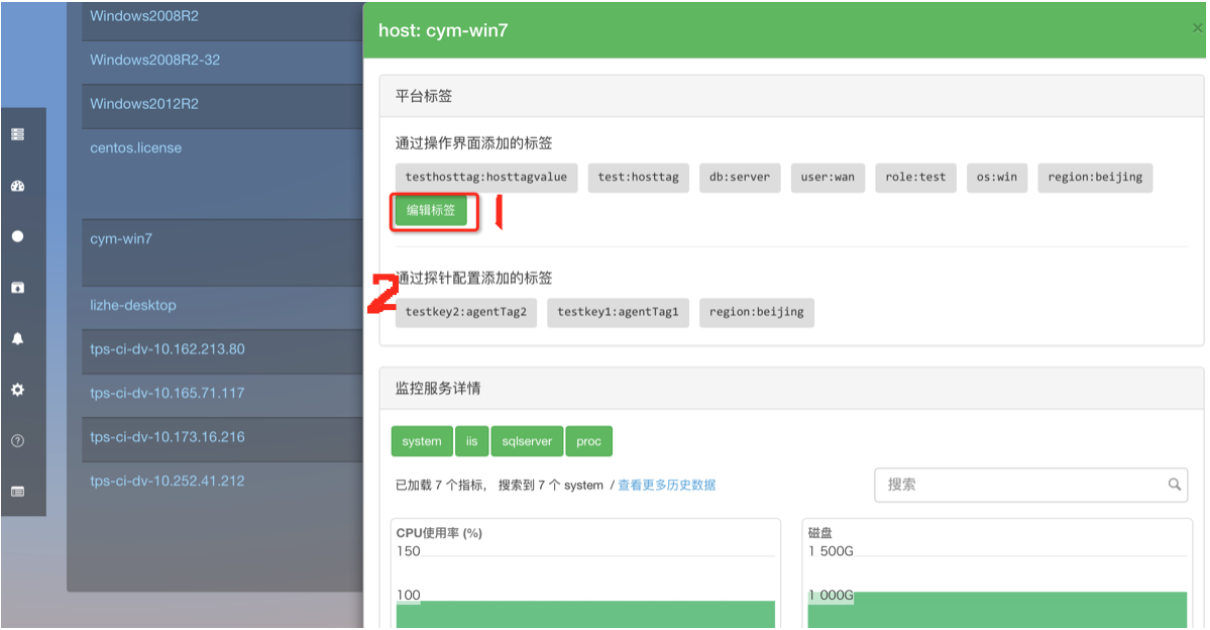 Windows2008R2
Windows2008R2-32
Windows2012R2
centos.license
cym-win7
lizhe-desktop
tps-ci-dv-10.162.213.80
tps-ci-dv-10.165.71.117
tps-ci-dv-10.173.16.216
tps-ci-dv-10.252.41.212
host: cym-win7 ×
平台标签
通过操作界面添加的标签
testhosttag:hosttagvalue test:hosttag db:server user:wan role:test os:win region:beijing
编辑标签 1
2 通过探针配置添加的标签
testkey2:agentTag2 testkey1:agentTag1 region:beijing
监控服务详情
system iis sqlserver proc
已加载 7 个指标, 搜索到 7 个 system / 查看更多历史数据 搜索
CPU使用率 (%)
150
100
磁盘
1 500G
1 000G